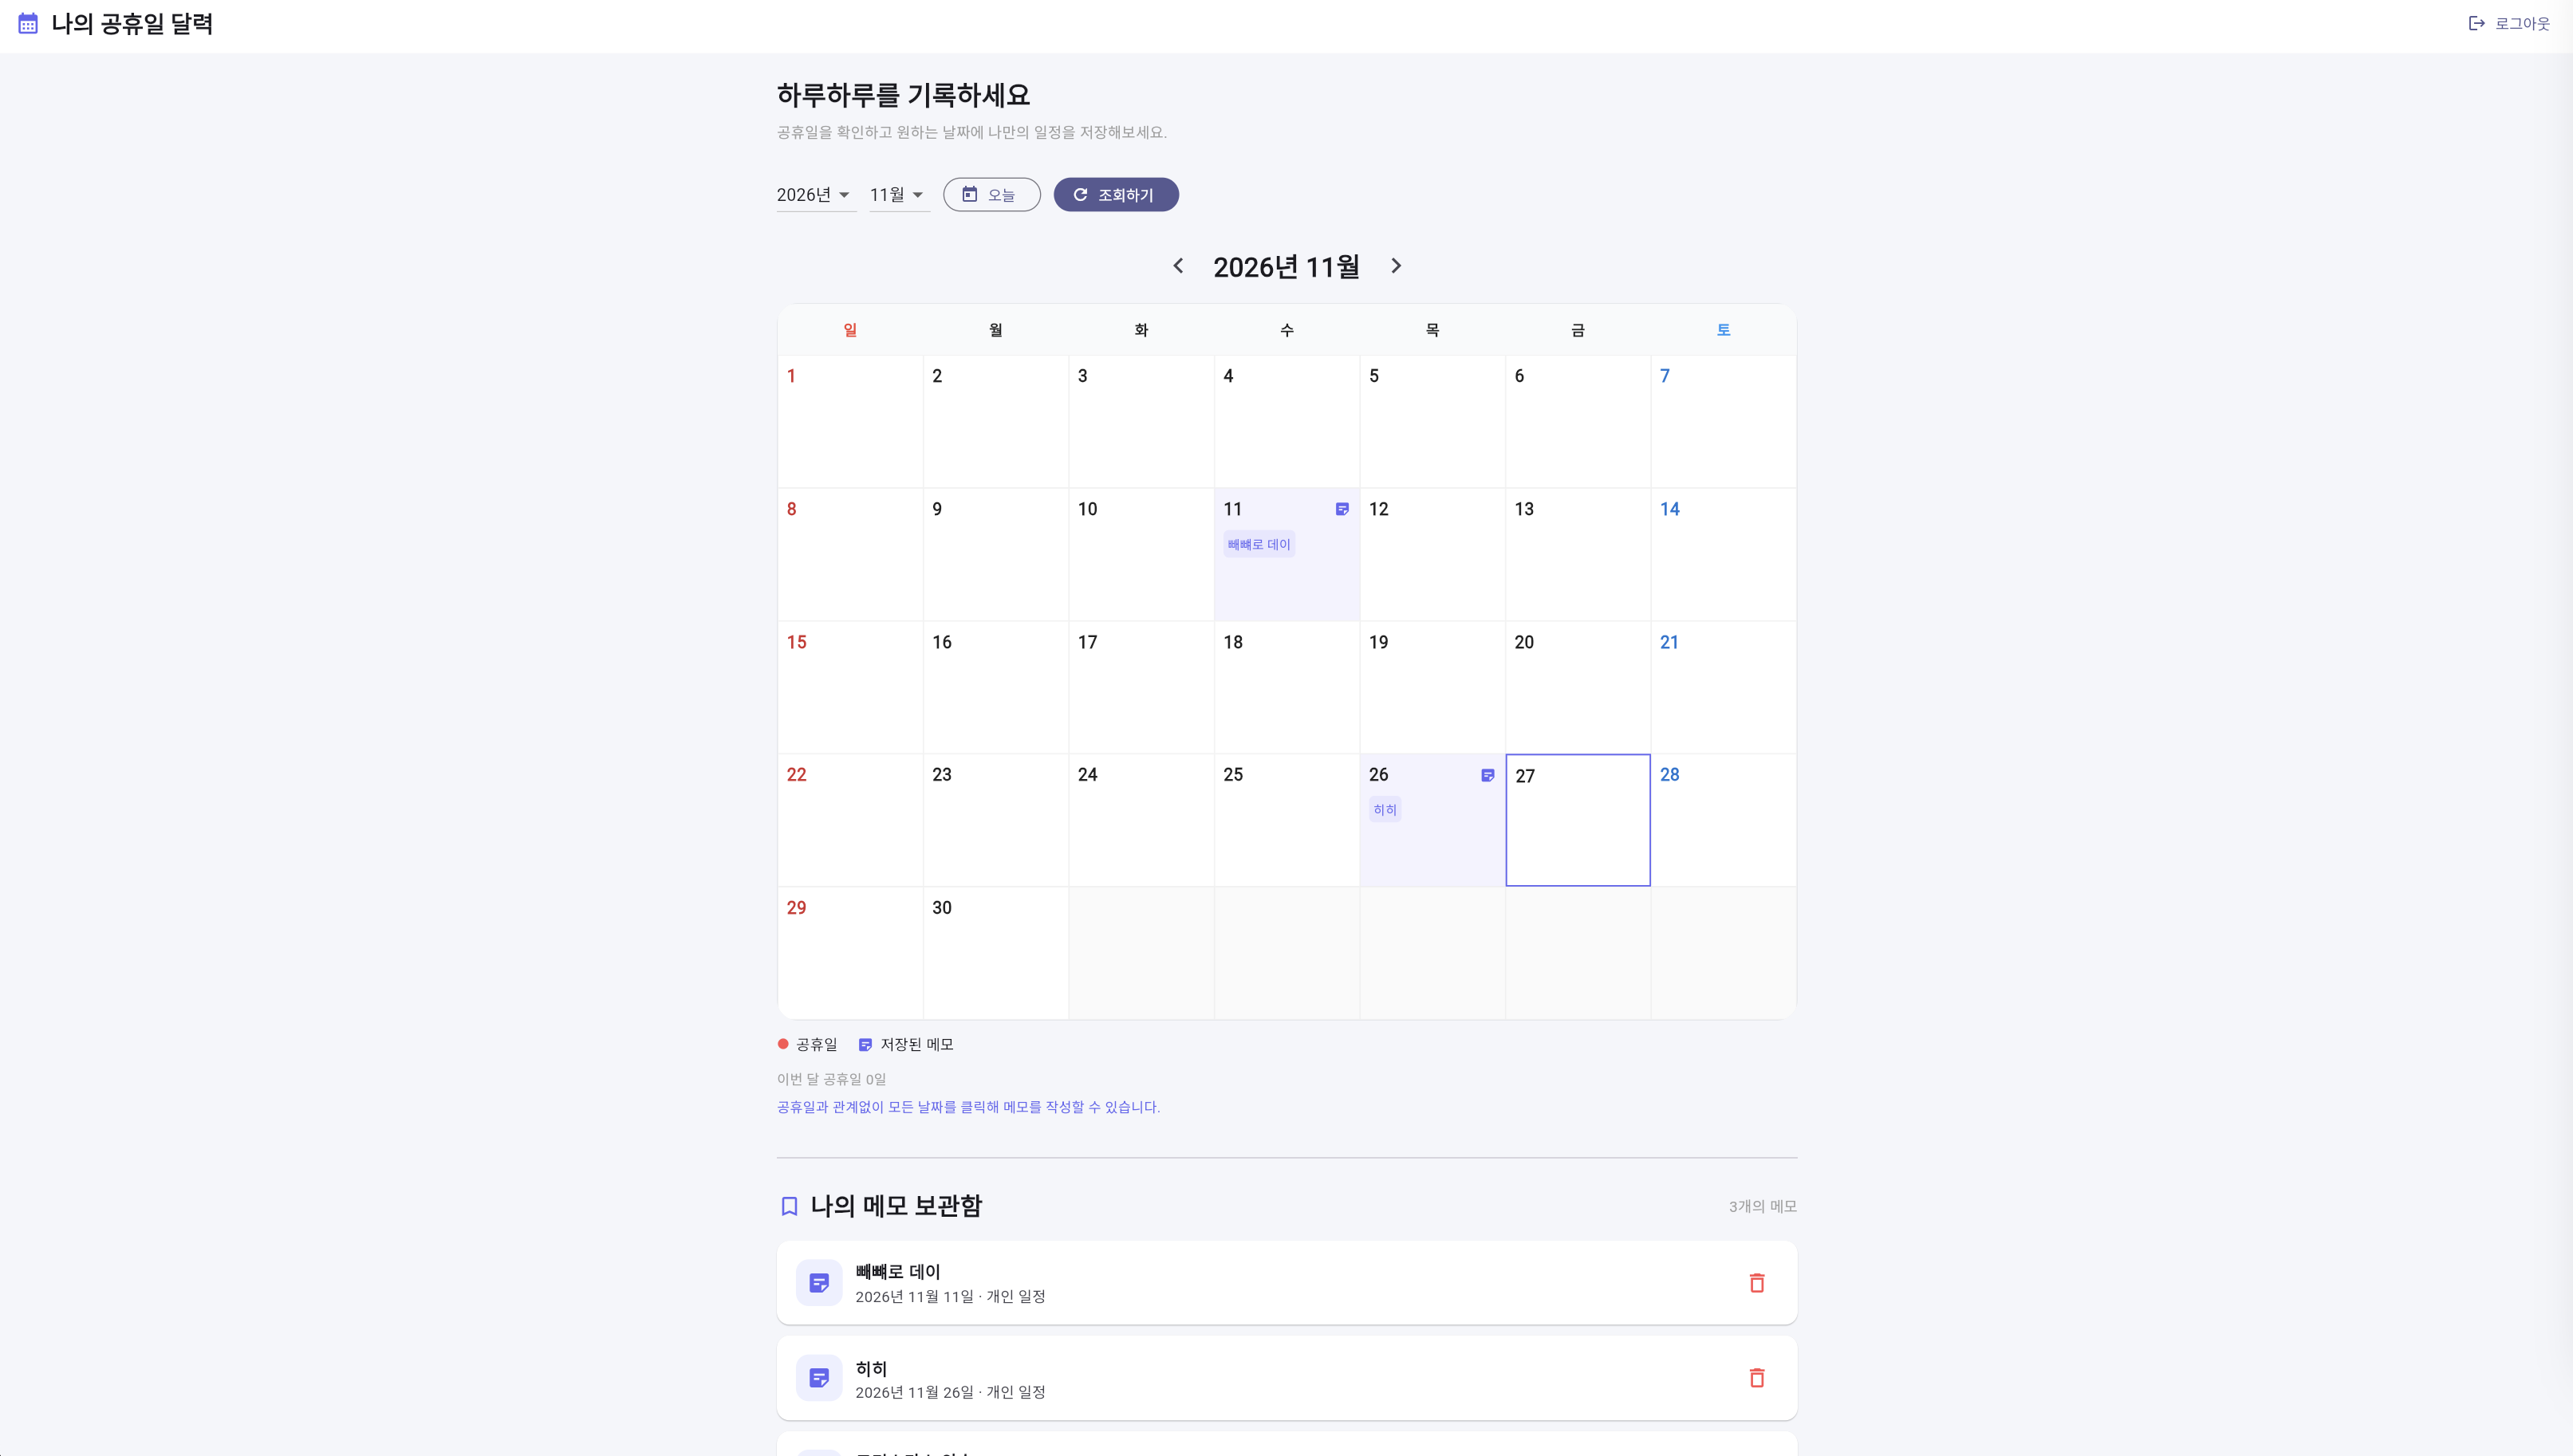 나의 공휴일 달력
로그아웃
하루하루를 기록하세요
공휴일을 확인하고 원하는 날짜에 나만의 일정을 저장해보세요.
2026년 11월 오늘 조회하기
2026년 11월
일 월 화 수 목 금 토
1 2 3 4 5 6 7
8 9 10 11 12 13 14
빼뺴로 데이
15 16 17 18 19 20 21
22 23 24 25 26 27 28
히히
29 30
공휴일 저장된 메모
이번 달 공휴일 0일
공휴일과 관계없이 모든 날짜를 클릭해 메모를 작성할 수 있습니다.
나의 메모 보관함
3개의 메모
빼뺴로 데이
2026년 11월 11일 · 개인 일정
히히
2026년 11월 26일 · 개인 일정